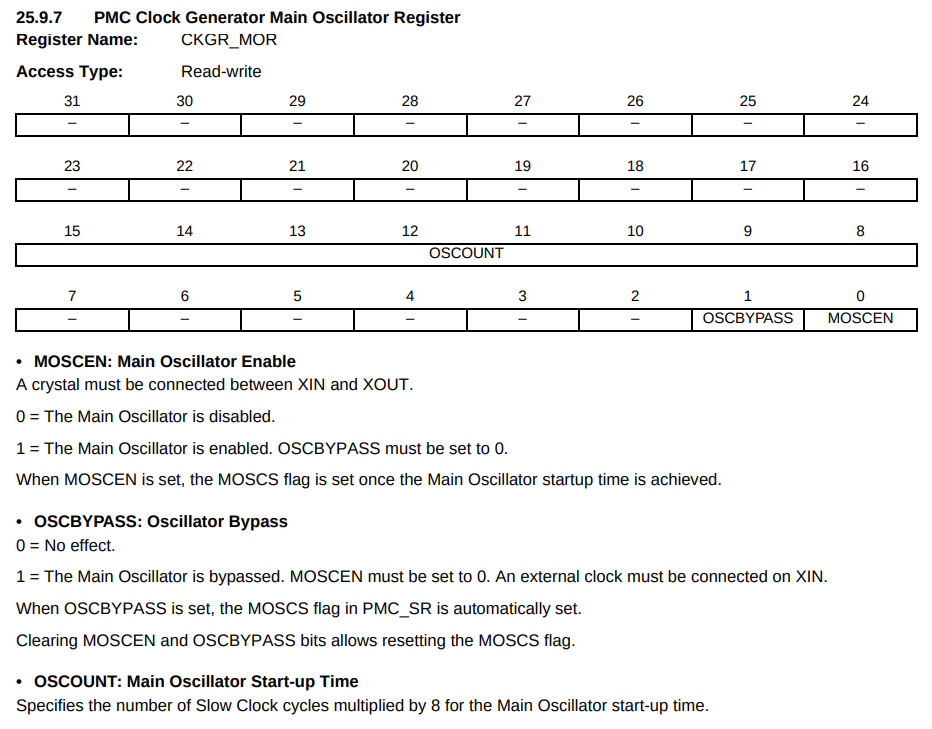 25.9.7 PMC Clock Generator Main Oscillator Register
Register Name: CKGR_MOR
Access Type: Read-write
31 30 29 28 27 26 25 24
– – – – – – – –
23 22 21 20 19 18 17 16
– – – – – – – –
15 14 13 12 11 10 9 8
OSCOUNT
7 6 5 4 3 2 1 0
– – – – – – OSCBYPASS MOSCEN
• MOSCEN: Main Oscillator Enable
A crystal must be connected between XIN and XOUT.
0 = The Main Oscillator is disabled.
1 = The Main Oscillator is enabled. OSCBYPASS must be set to 0.
When MOSCEN is set, the MOSCS flag is set once the Main Oscillator startup time is achieved.
• OSCBYPASS: Oscillator Bypass
0 = No effect.
1 = The Main Oscillator is bypassed. MOSCEN must be set to 0. An external clock must be connected on XIN.
When OSCBYPASS is set, the MOSCS flag in PMC_SR is automatically set.
Clearing MOSCEN and OSCBYPASS bits allows resetting the MOSCS flag.
• OSCOUNT: Main Oscillator Start-up Time
Specifies the number of Slow Clock cycles multiplied by 8 for the Main Oscillator start-up time.